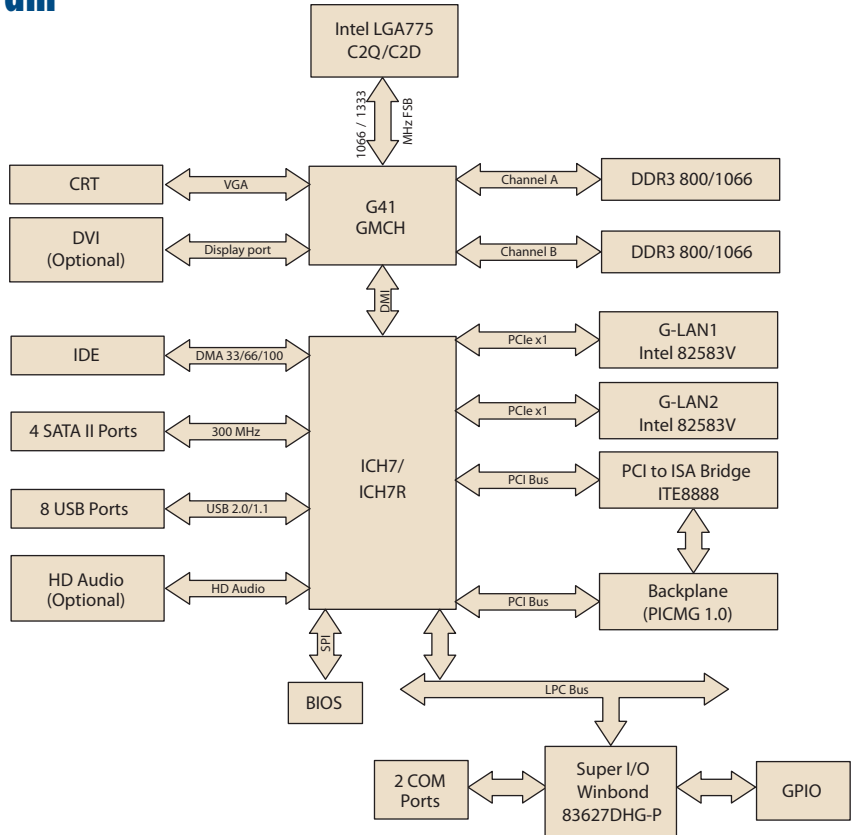 Intel LGA775
C2Q/C2D
1066 / 1333
MHz FSB
CRT
VGA
G41
GMCH
Channel A
DDR3 800/1066
DVI
(Optional)
Display port
Channel B
DDR3 800/1066
DMI
IDE
DMA 33/66/100
PCIe x1
G-LAN1
Intel 82583V
4 SATA II Ports
300 MHz
ICH7/
ICH7R
PCIe x1
G-LAN2
Intel 82583V
8 USB Ports
USB 2.0/1.1
PCI Bus
PCI to ISA Bridge
ITE8888
HD Audio
(Optional)
HD Audio
PCI Bus
Backplane
(PICMG 1.0)
SPI
BIOS
LPC Bus
2 COM
Ports
Super I/O
Winbond
83627DHG-P
GPIO